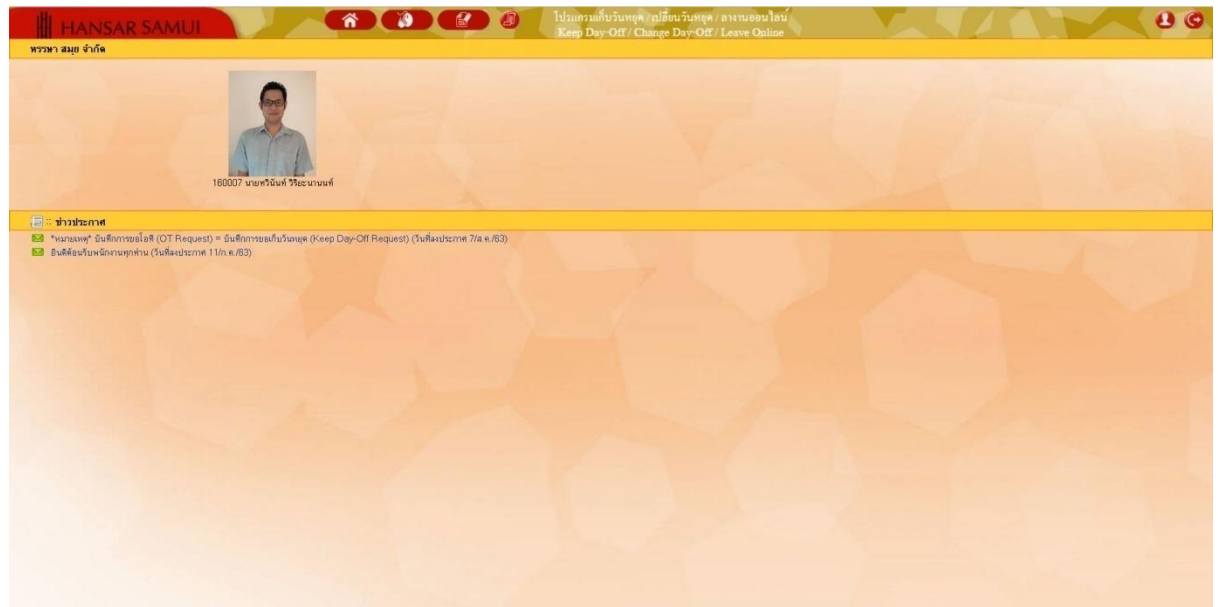 HANSAR SAMUI
โปรแกรมเก็บวันหยุด / เปลี่ยนวันหยุด / ลางานออนไลน์
Keep Day-Off / Change Day-Off / Leave Online
หรรษา สมุย จำกัด
160007 นายทวินันท์ วิริยะนานนท์
:: ข่าวประกาศ
*หมายเหตุ* บันทึกการขอโอที (OT Request) = บันทึกการขอเก็บวันหยุด (Keep Day-Off Request) (วันที่ลงประกาศ 7/ส.ค./63)
ยินดีต้อนรับพนักงานทุกท่าน (วันที่ลงประกาศ 11/ก.ค./63)